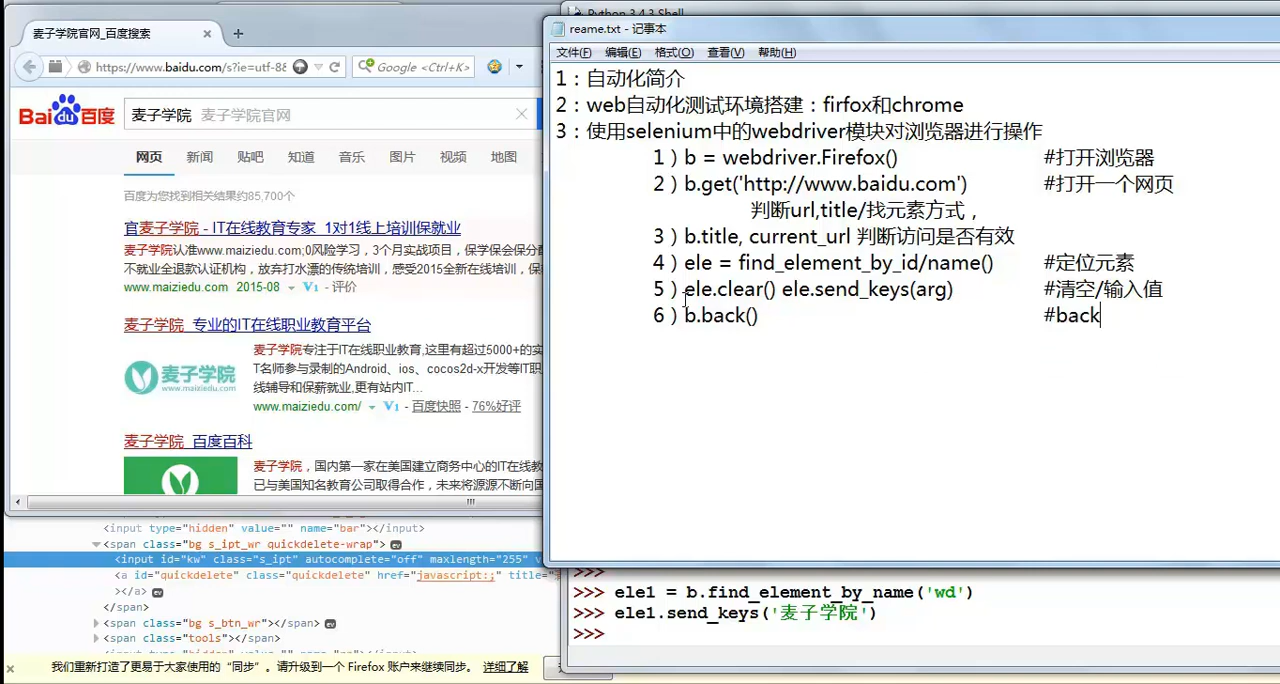 麦子学院官网_百度搜索
https://www.baidu.com/s?ie=utf-8&
Google <Ctrl+K>
Bai 百度
麦子学院 麦子学院官网
网页 新闻 贴吧 知道 音乐 图片 视频 地图
百度为您找到相关结果约85,700个
官麦子学院 - IT在线教育专家 1对1线上培训保就业
麦子学院认准www.maiziedu.com;0风险学习，3个月实战项目，保学保会保分
不就业全退款认证机构，放弃打水漂的传统培训，感受2015全新在线培训，保
www.maiziedu.com 2015-08 V1 - 评价
麦子学院 专业的IT在线职业教育平台
麦子学院
www.maiziedu.com
麦子学院专注于IT在线职业教育,这里有超过5000+的实
T名师参与录制的Android、ios、cocos2d-x开发等IT职
线辅导和保薪就业,更有站内IT...
www.maiziedu.com/ V1 - 百度快照 - 76%好评
麦子学院 百度百科
麦子学院，国内第一家在美国建立商务中心的IT在线教
已与美国知名教育公司取得合作，未来将源源不断向国
<input type="hidden" value="" name="bar"></input>
<span class="bg s_ipt_wr quickdelete-wrap"> ev
<input id="kw" class="s_ipt" autocomplete="off" maxlength="255" v
<a id="quickdelete" class="quickdelete" href="javascript:;" title="
></a> ev
</span>
<span class="bg s_btn_wr"></span> ev
<span class="tools"></span>
</input>
我们重新打造了更易于大家使用的“同步”。请升级到一个 Firefox 账户来继续同步。 详细了解
Python 3.4.3 Shell
reame.txt - 记事本
文件(F) 编辑(E) 格式(O) 查看(V) 帮助(H)
1：自动化简介
2：web自动化测试环境搭建：firfox和chrome
3：使用selenium中的webdriver模块对浏览器进行操作
1）b = webdriver.Firefox() #打开浏览器
2）b.get('http://www.baidu.com') #打开一个网页
判断url,title/找元素方式，
3）b.title, current_url 判断访问是否有效
4）ele = find_element_by_id/name() #定位元素
5）ele.clear() ele.send_keys(arg) #清空/输入值
6）b.back() #back
>>>
>>> ele1 = b.find_element_by_name('wd')
>>> ele1.send_keys('麦子学院')
>>>